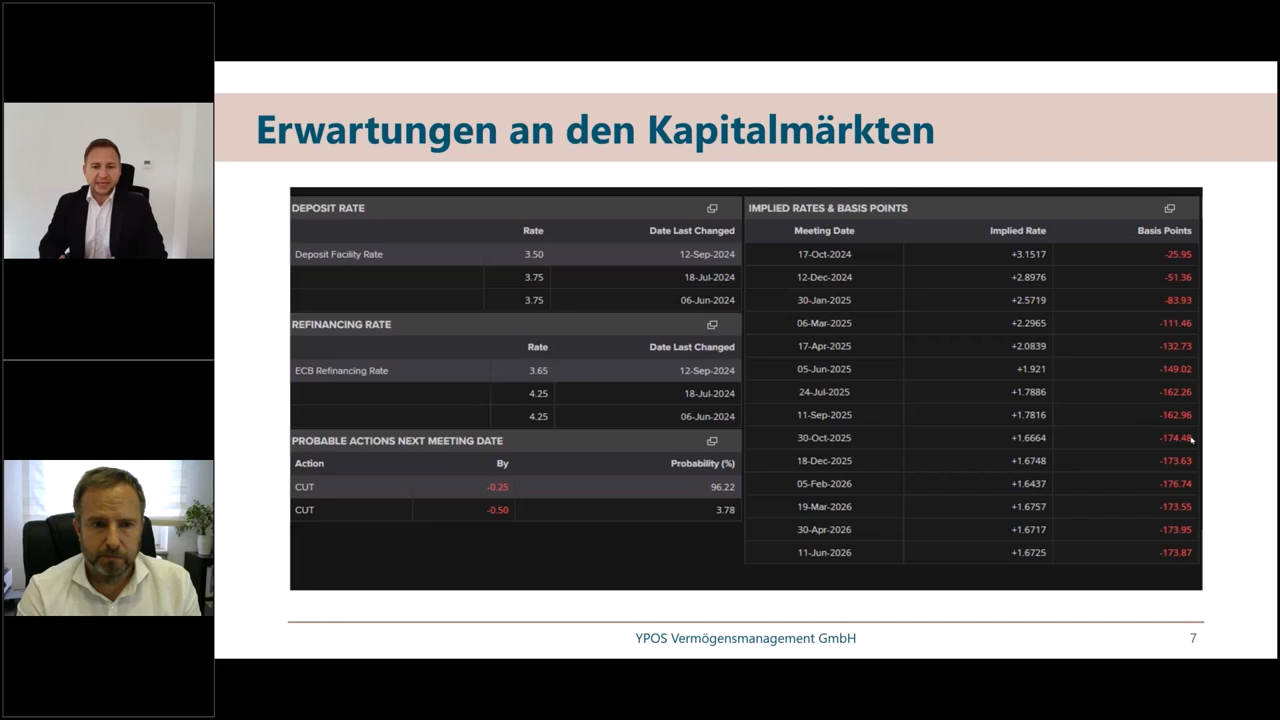 Erwartungen an den Kapitalmärkten
DEPOSIT RATE
Rate Date Last Changed
Deposit Facility Rate 3.50 12-Sep-2024
3.75 18-Jul-2024
3.75 06-Jun-2024
REFINANCING RATE
Rate Date Last Changed
ECB Refinancing Rate 3.65 12-Sep-2024
4.25 18-Jul-2024
4.25 06-Jun-2024
PROBABLE ACTIONS NEXT MEETING DATE
Action By Probability (%)
CUT -0.25 96.22
CUT -0.50 3.78
IMPLIED RATES & BASIS POINTS
Meeting Date Implied Rate Basis Points
17-Oct-2024 +3.1517 -25.95
12-Dec-2024 +2.8976 -51.36
30-Jan-2025 +2.5719 -83.93
06-Mar-2025 +2.2965 -111.46
17-Apr-2025 +2.0839 -132.73
05-Jun-2025 +1.921 -149.02
24-Jul-2025 +1.7886 -162.26
11-Sep-2025 +1.7816 -162.96
30-Oct-2025 +1.6664 -174.48
18-Dec-2025 +1.6748 -173.63
05-Feb-2026 +1.6437 -176.74
19-Mar-2026 +1.6757 -173.55
30-Apr-2026 +1.6717 -173.95
11-Jun-2026 +1.6725 -173.87
YPOS Vermögensmanagement GmbH
7